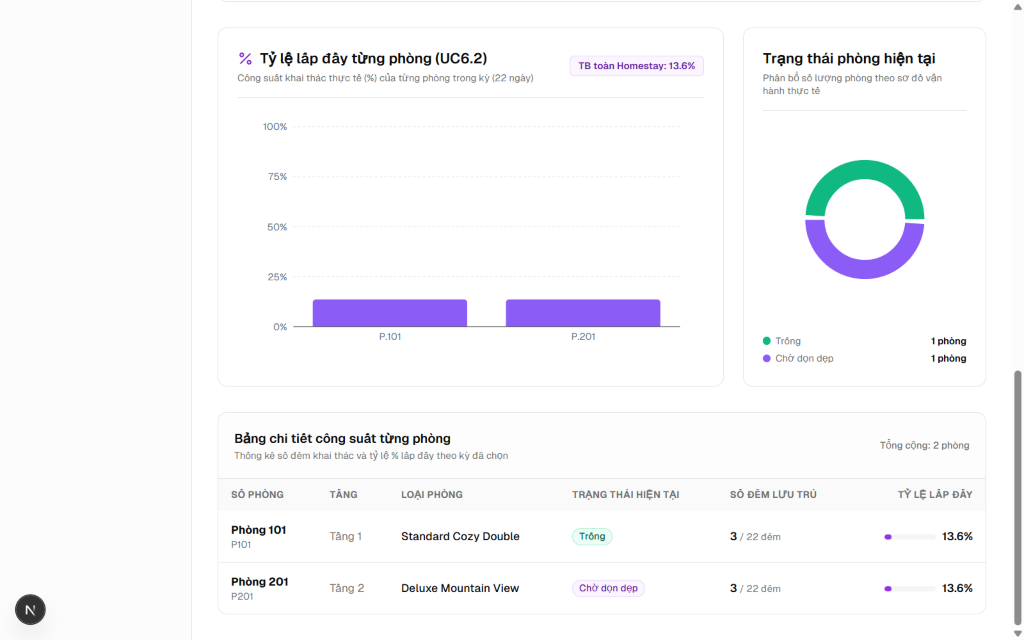 Tỷ lệ lấp đầy từng phòng (UC6.2)
Công suất khai thác thực tế (%) của từng phòng trong kỳ (22 ngày)
TB toàn Homestay: 13.6%
100%
75%
50%
25%
0%
P.101
P.201
Trạng thái phòng hiện tại
Phân bổ số lượng phòng theo sơ đồ vận
hành thực tế
Trống
1 phòng
Chờ dọn dẹp
1 phòng
Bảng chi tiết công suất từng phòng
Thống kê số đêm khai thác và tỷ lệ % lấp đầy theo kỳ đã chọn
Tổng cộng: 2 phòng
SỐ PHÒNG TẦNG LOẠI PHÒNG TRẠNG THÁI HIỆN TẠI SỐ ĐÊM LƯU TRÚ TỶ LỆ LẤP ĐẦY
Phòng 101
P101
Tầng 1
Standard Cozy Double
Trống
3 / 22 đêm
13.6%
Phòng 201
P201
Tầng 2
Deluxe Mountain View
Chờ dọn dẹp
3 / 22 đêm
13.6%
N